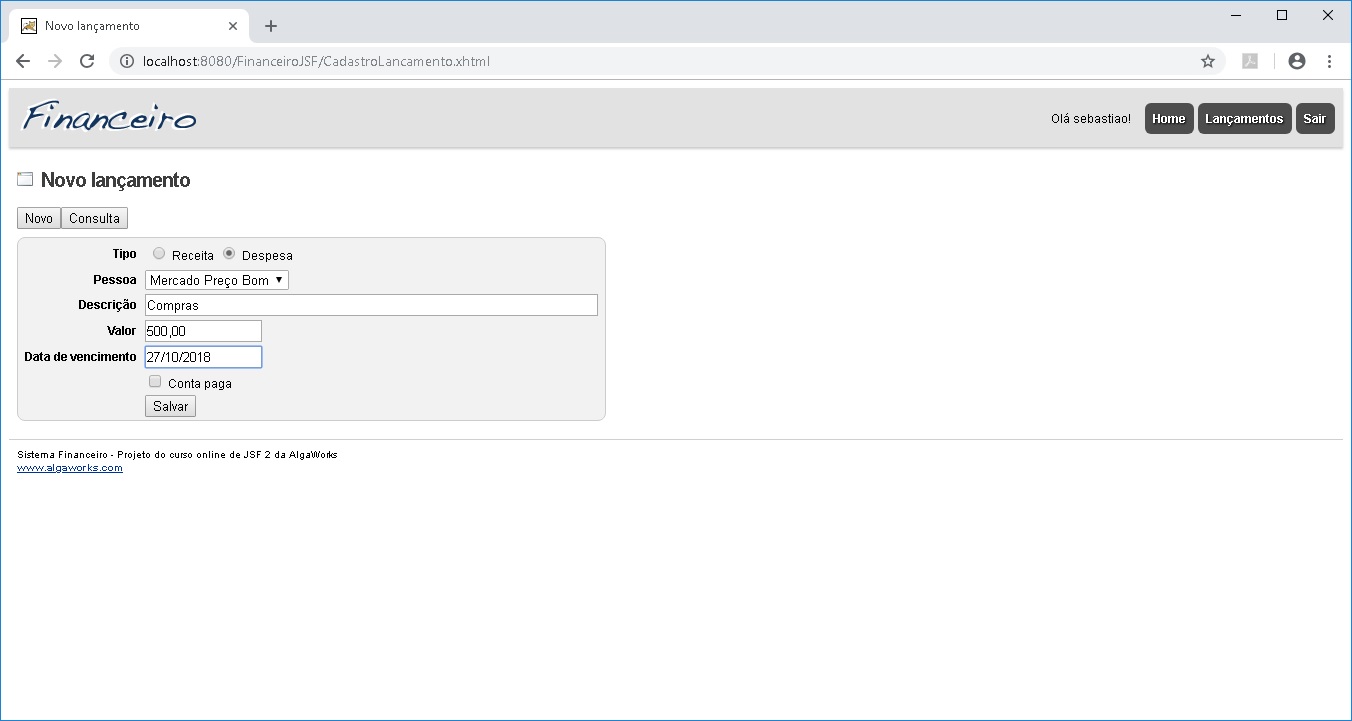 Novo lançamento
localhost:8080/FinanceiroJSF/CadastroLancamento.xhtml
Financeiro
Olá sebastiao! Home Lançamentos Sair
Novo lançamento
Novo Consulta
Tipo Receita Despesa
Pessoa Mercado Preço Bom
Descrição Compras
Valor 500,00
Data de vencimento 27/10/2018
Conta paga
Salvar
Sistema Financeiro - Projeto do curso online de JSF 2 da AlgaWorks
www.algaworks.com